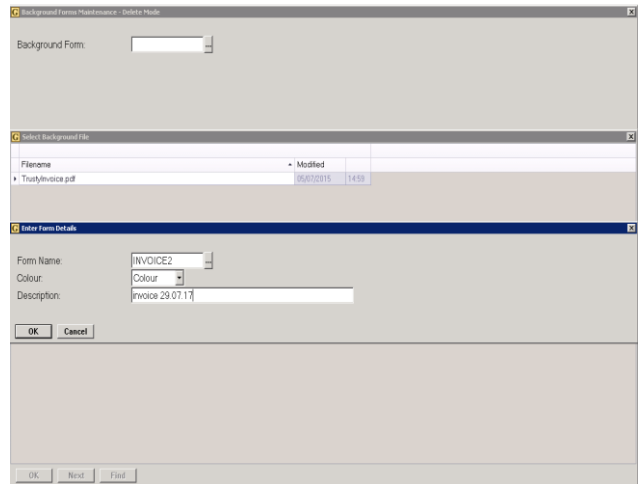 Background Forms Maintenance - Delete Mode
Background Form:
Select Background File
Filename Modified
TrustyInvoice.pdf 05/07/2015 14:59
Enter Form Details
Form Name: INVOICE2
Colour: Colour
Description: invoice 29.07.17
OK Cancel
OK Next Find